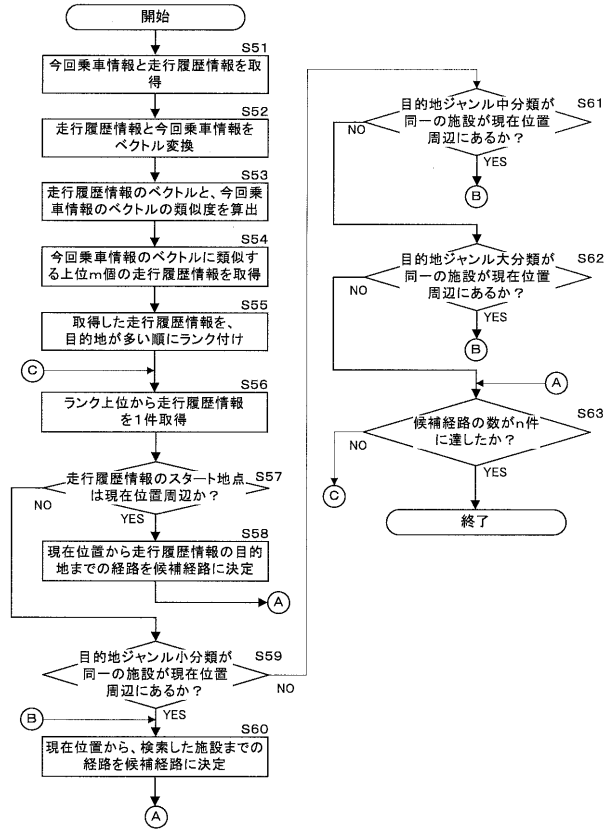 開始
S51
今回乗車情報と走行履歴情報を取
得
S52
走行履歴情報と今回乗車情報を
ベクトル変換
S53
走行履歴情報のベクトルと、今回乗
車情報のベクトルの類似度を算出
S54
今回乗車情報のベクトルに類似す
る上位m個の走行履歴情報を取得
S55
取得した走行履歴情報を、
目的地が多い順にランク付け
C
S56
ランク上位から走行履歴情報
を1件取得
S57
走行履歴情報のスタート地点
は現在位置周辺か?
NO
YES
S58
現在位置から走行履歴情報の目的
地までの経路を候補経路に決定
A
S59
目的地ジャンル小分類が
同一の施設が現在位置
周辺にあるか?
NO
YES
B
S60
現在位置から、検索した施設までの
経路を候補経路に決定
A
S61
目的地ジャンル中分類が
同一の施設が現在位置
周辺にあるか?
NO
YES
B
S62
目的地ジャンル大分類が
同一の施設が現在位置
周辺にあるか?
NO
YES
B
A
S63
候補経路の数がn件
に達したか?
NO
YES
C
終了